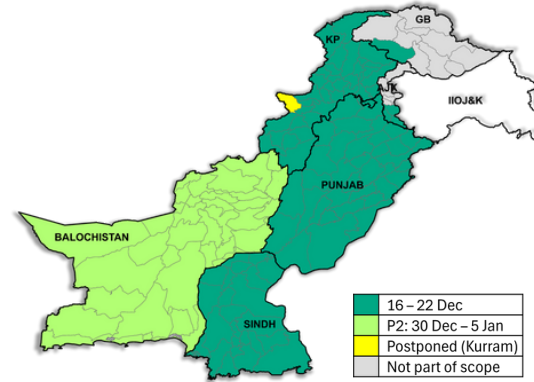 GB
KP
AJK
IIOJ&K
PUNJAB
BALOCHISTAN
SINDH
16 – 22 Dec
P2: 30 Dec – 5 Jan
Postponed (Kurram)
Not part of scope